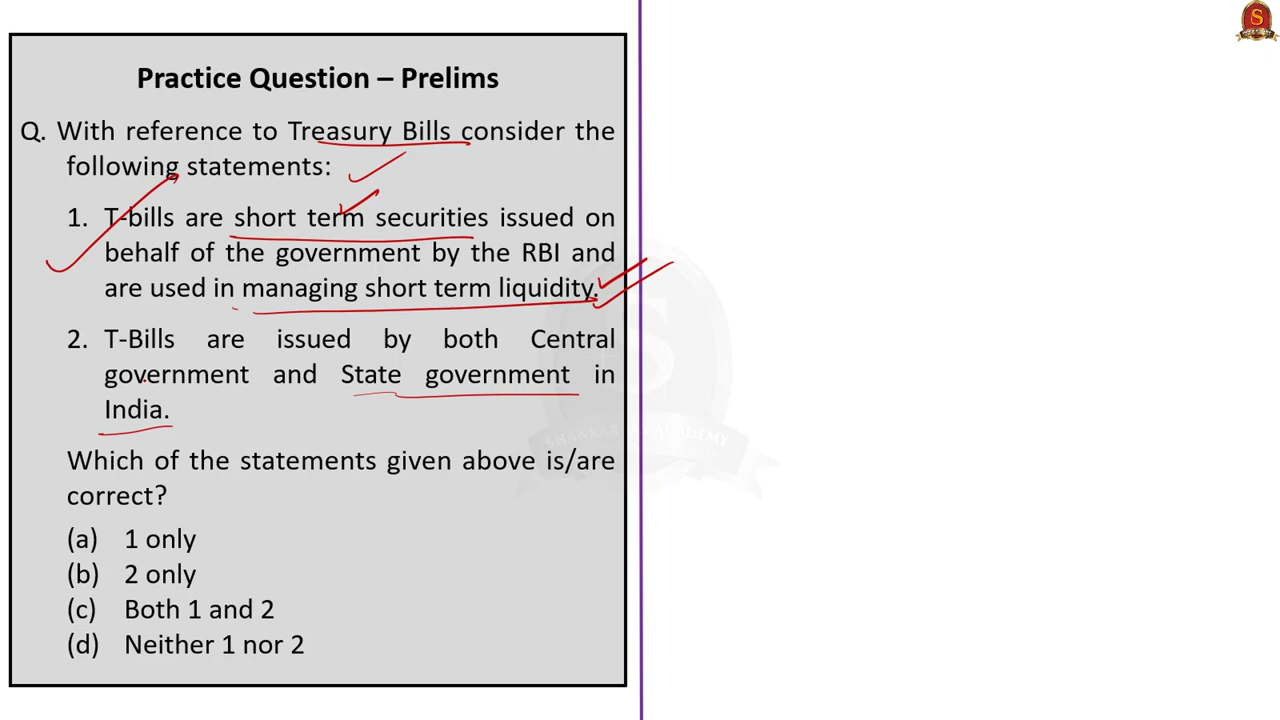 Practice Question – Prelims
Q. With reference to Treasury Bills consider the
following statements:
1. T-bills are short term securities issued on
behalf of the government by the RBI and
are used in managing short term liquidity.
2. T-Bills are issued by both Central
government and State government in
India.
Which of the statements given above is/are
correct?
(a) 1 only
(b) 2 only
(c) Both 1 and 2
(d) Neither 1 nor 2
S
S
SHANKAR IAS ACADEMY